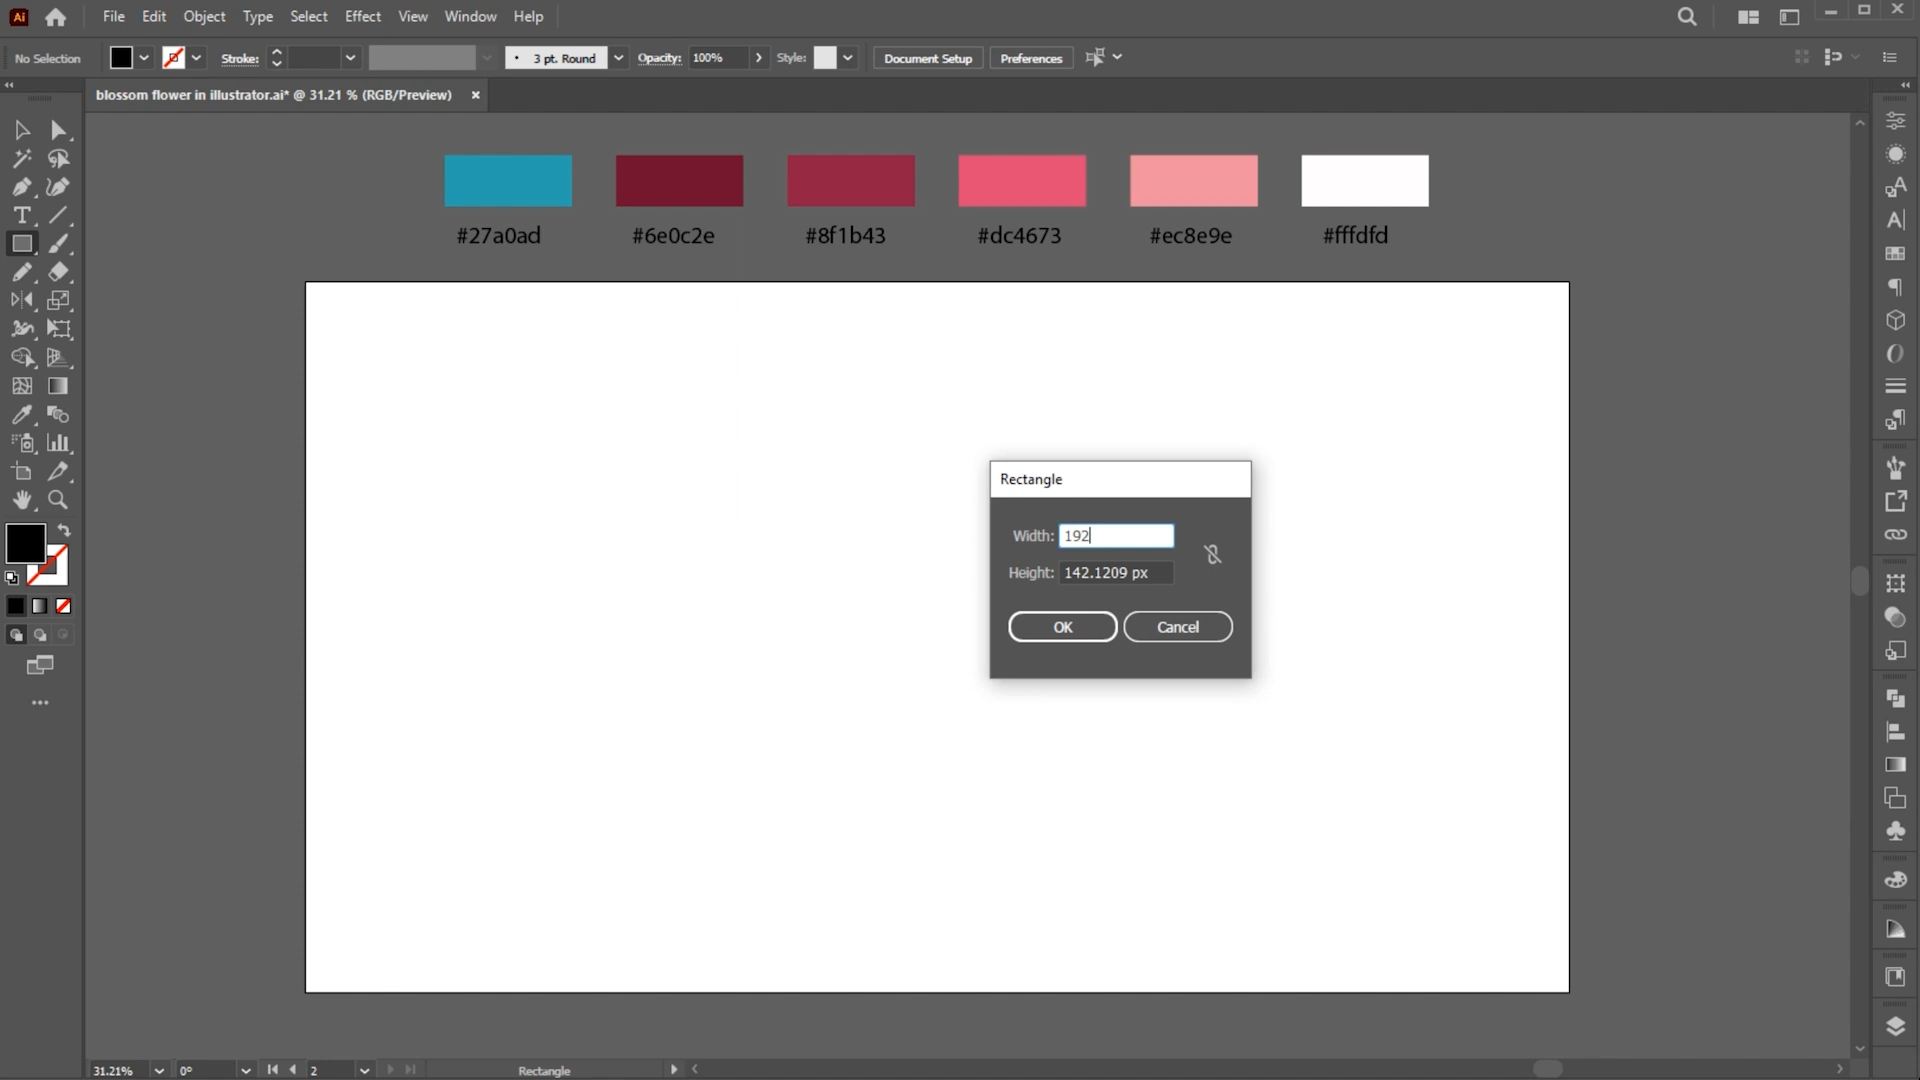 Ai File Edit Object Type Select Effect View Window Help
No Selection Stroke: 3 pt. Round Opacity: 100% Style: Document Setup Preferences
blossom flower in illustrator.ai* @ 31.21 % (RGB/Preview) ×
#27a0ad #6e0c2e #8f1b43 #dc4673 #ec8e9e #fffdfd
Rectangle
Width: 192
Height: 142.1209 px
OK Cancel
31.21% 0° 2 Rectangle